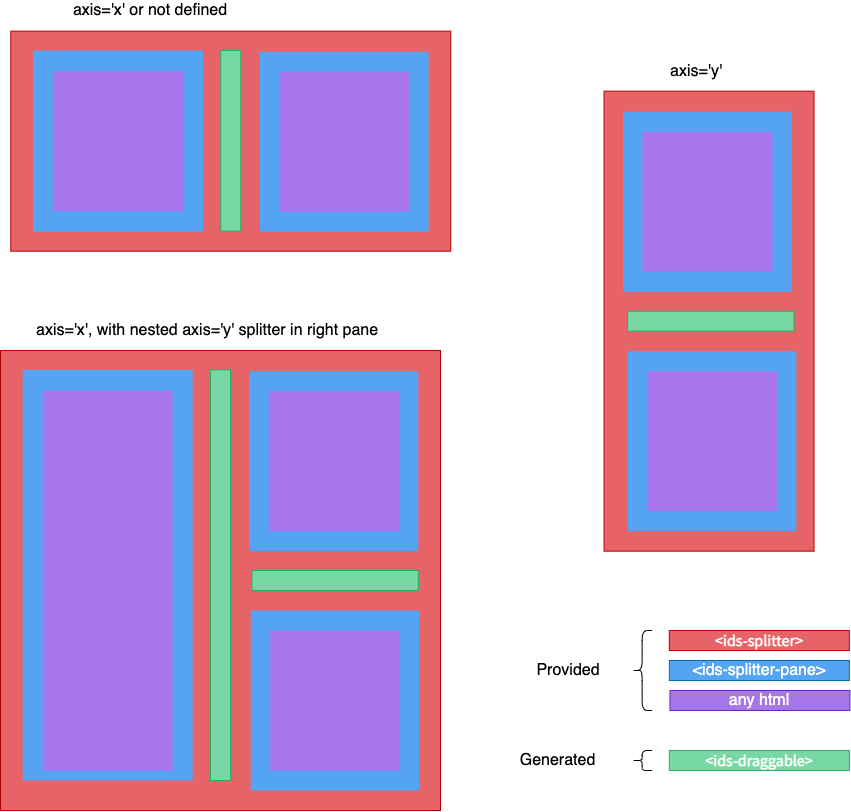 axis='x' or not defined
axis='y'
axis='x', with nested axis='y' splitter in right pane
Provided
<ids-splitter>
<ids-splitter-pane>
any html
Generated
<ids-draggable>